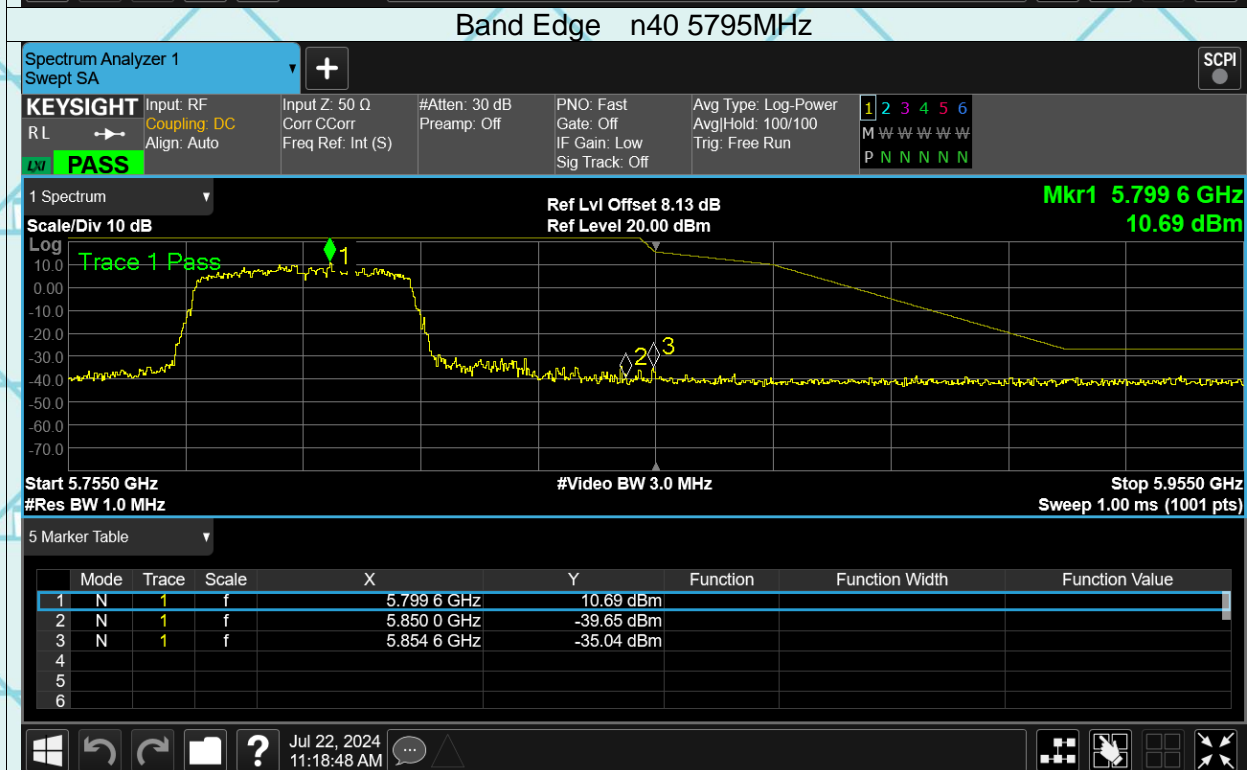 Band Edge n40 5795MHz
Spectrum Analyzer 1
Swept SA
+
SCPI
KEYSIGHT
R L
LXI PASS
Input: RF
Coupling: DC
Align: Auto
Input Z: 50 Ω
Corr CCorr
Freq Ref: Int (S)
#Atten: 30 dB
Preamp: Off
PNO: Fast
Gate: Off
IF Gain: Low
Sig Track: Off
Avg Type: Log-Power
Avg|Hold: 100/100
Trig: Free Run
1 2 3 4 5 6
M W W W W W W
P N N N N N
1 Spectrum
Scale/Div 10 dB
Ref Lvl Offset 8.13 dB
Ref Level 20.00 dBm
Mkr1 5.799 6 GHz
10.69 dBm
Log
Trace 1 Pass
1
2
3
10.0
0.00
-10.0
-20.0
-30.0
-40.0
-50.0
-60.0
-70.0
Start 5.7550 GHz
#Res BW 1.0 MHz
#Video BW 3.0 MHz
Stop 5.9550 GHz
Sweep 1.00 ms (1001 pts)
5 Marker Table
Mode Trace Scale X Y Function Function Width Function Value
1 N 1 f 5.799 6 GHz 10.69 dBm
2 N 1 f 5.850 0 GHz -39.65 dBm
3 N 1 f 5.854 6 GHz -35.04 dBm
4
5
6
?
Jul 22, 2024
11:18:48 AM